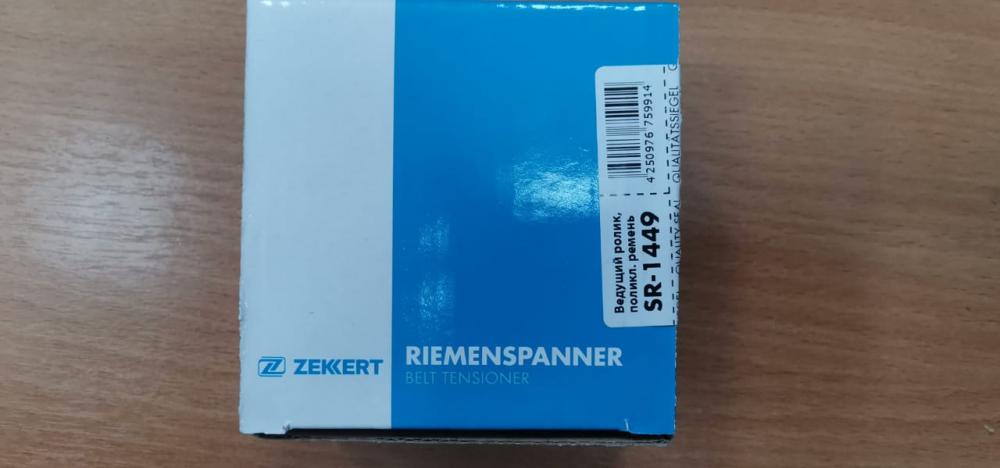 ZEKKERT
RIEMENSPANNER
BELT TENSIONER
4 250976 759914
Ведущий ролик,
поликл. ремень
SR-1449
QUALITY SEAL
QUALITÄTSSIEGEL